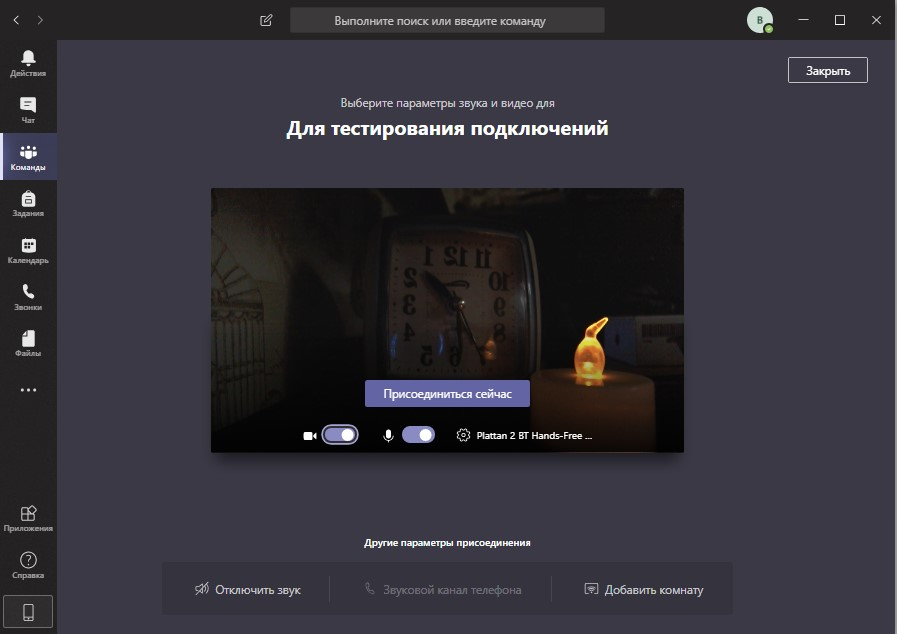 Выполните поиск или введите команду
B
Действия
Чат
Команды
Задания
Календарь
Звонки
Файлы
Приложения
Справка
Закрыть
Выберите параметры звука и видео для
Для тестирования подключений
Присоединиться сейчас
Plattan 2 BT Hands-Free ...
Другие параметры присоединения
Отключить звук
Звуковой канал телефона
Добавить комнату